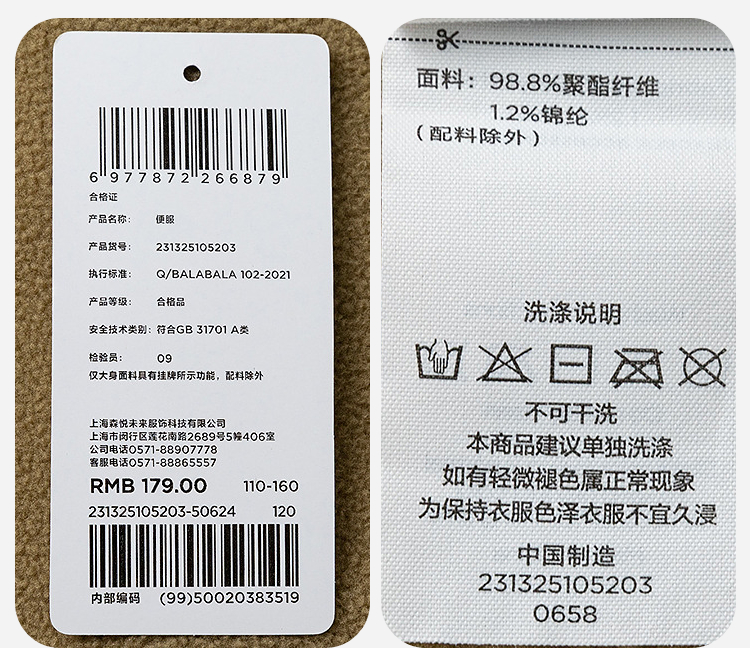 6 977872 266879
合格证
产品名称： 便服
产品货号： 231325105203
执行标准： Q/BALABALA 102-2021
产品等级： 合格品
安全技术类别：符合GB 31701 A类
检验员： 09
仅大身面料具有挂牌所示功能，配料除外
上海森悦未来服饰科技有限公司
上海市闵行区莲花南路2689号5幢406室
公司电话0571-88907778
客服电话0571-88865557
RMB 179.00 110-160
231325105203-50624 120
内部编码 (99)50020383519
面料：98.8%聚酯纤维
1.2%锦纶
（配料除外）
洗涤说明
不可干洗
本商品建议单独洗涤
如有轻微褪色属正常现象
为保持衣服色泽衣服不宜久浸
中国制造
231325105203
0658